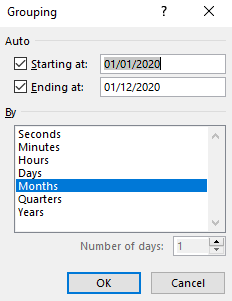 Grouping
Auto
Starting at: 01/01/2020
Ending at: 01/12/2020
By
Seconds
Minutes
Hours
Days
Months
Quarters
Years
Number of days: 1
OK Cancel